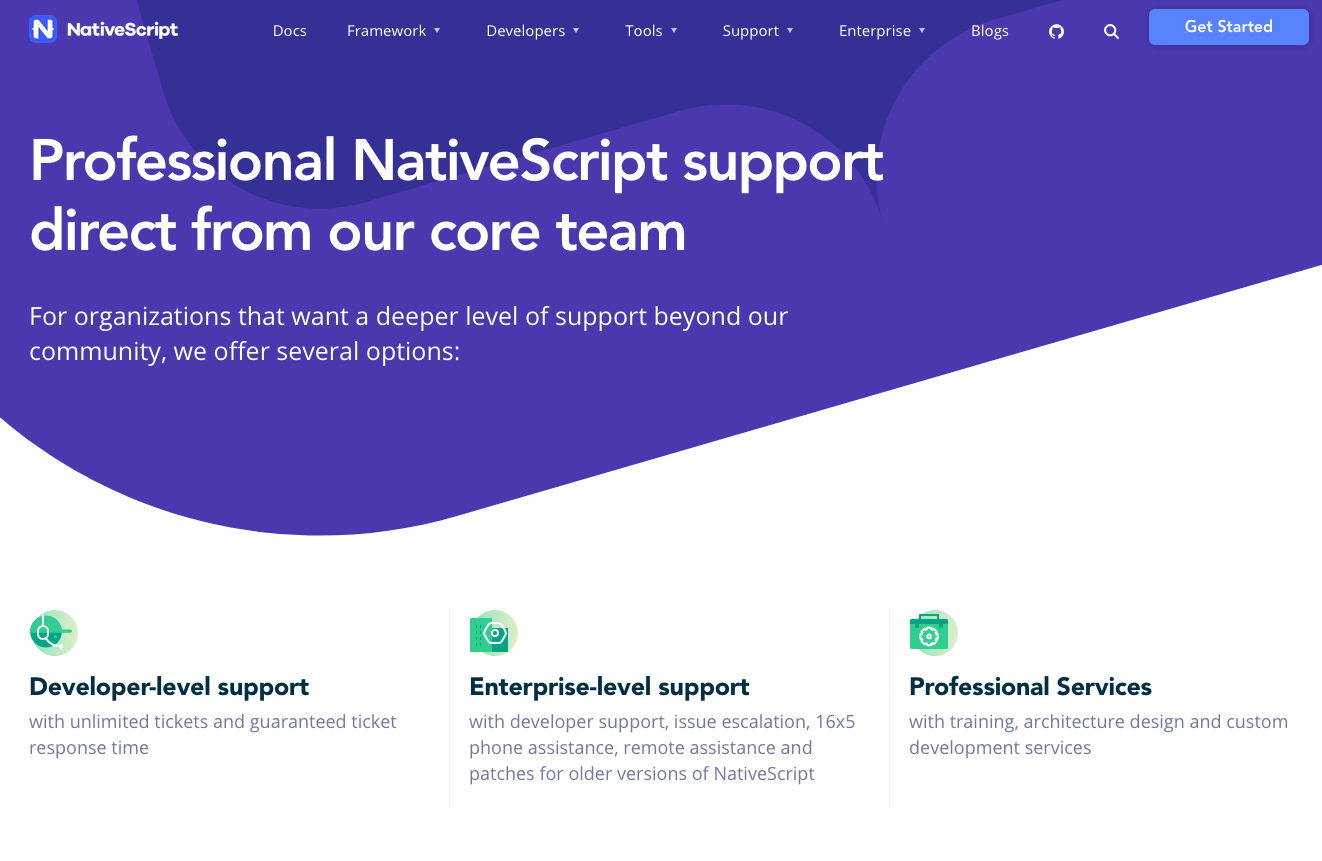 NativeScript
Docs
Framework
Developers
Tools
Support
Enterprise
Blogs
Get Started
Professional NativeScript support
direct from our core team
For organizations that want a deeper level of support beyond our
community, we offer several options:
Developer-level support
with unlimited tickets and guaranteed ticket
response time
Enterprise-level support
with developer support, issue escalation, 16x5
phone assistance, remote assistance and
patches for older versions of NativeScript
Professional Services
with training, architecture design and custom
development services